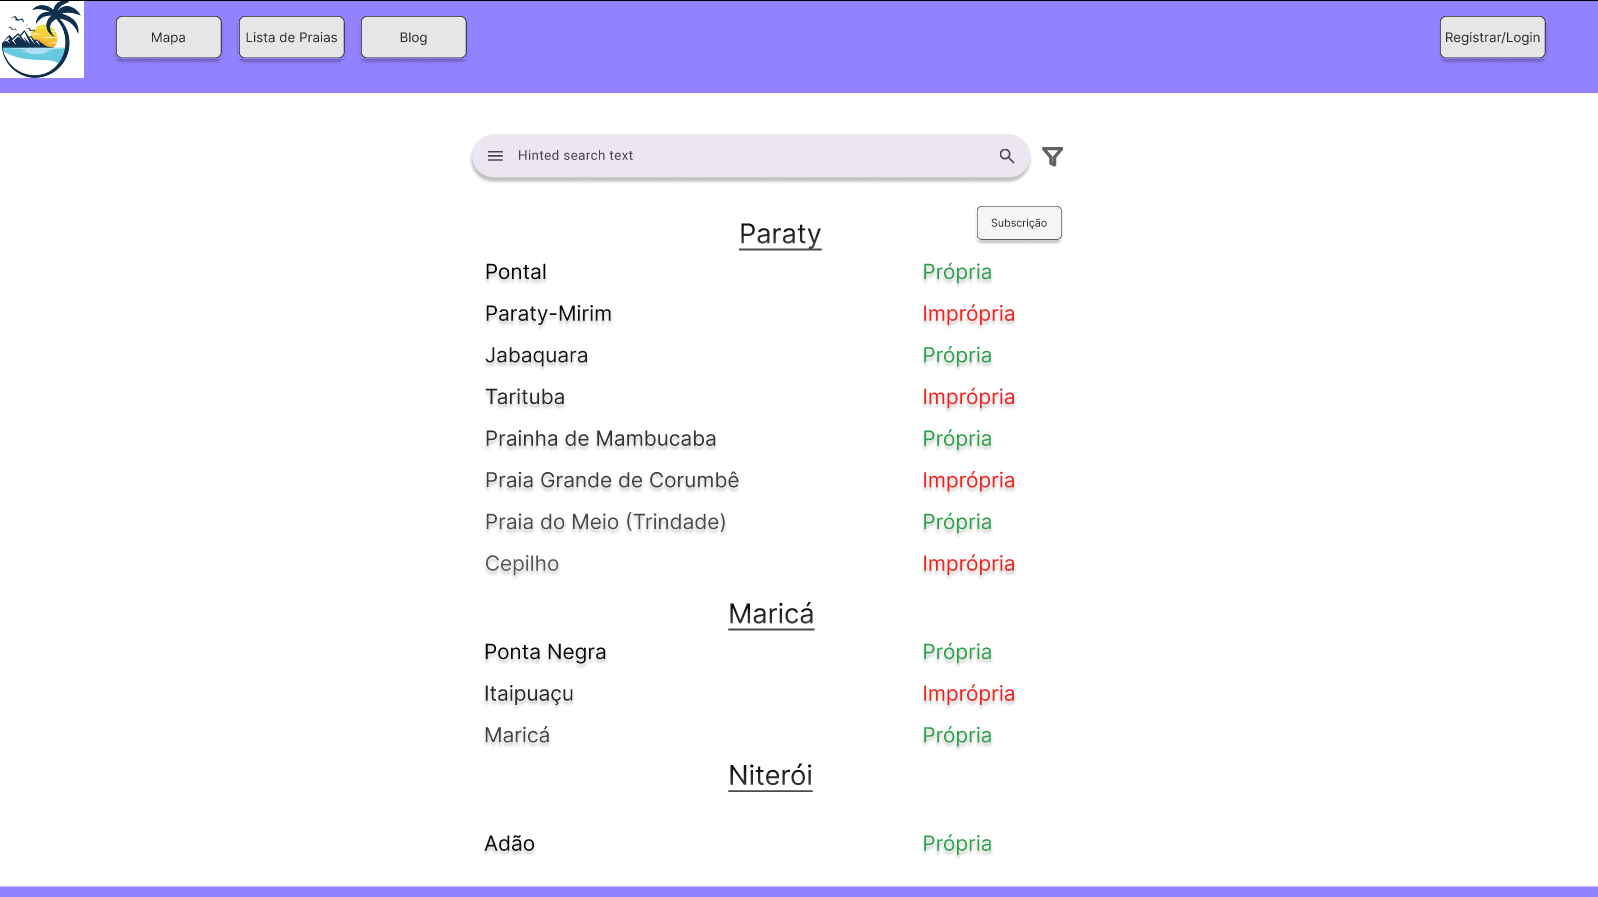 Mapa
Lista de Praias
Blog
Registrar/Login
Hinted search text
Subscrição
Paraty
Pontal Própria
Paraty-Mirim Imprópria
Jabaquara Própria
Tarituba Imprópria
Prainha de Mambucaba Própria
Praia Grande de Corumbê Imprópria
Praia do Meio (Trindade) Própria
Cepilho Imprópria
Maricá
Ponta Negra Própria
Itaipuaçu Imprópria
Maricá Própria
Niterói
Adão Própria